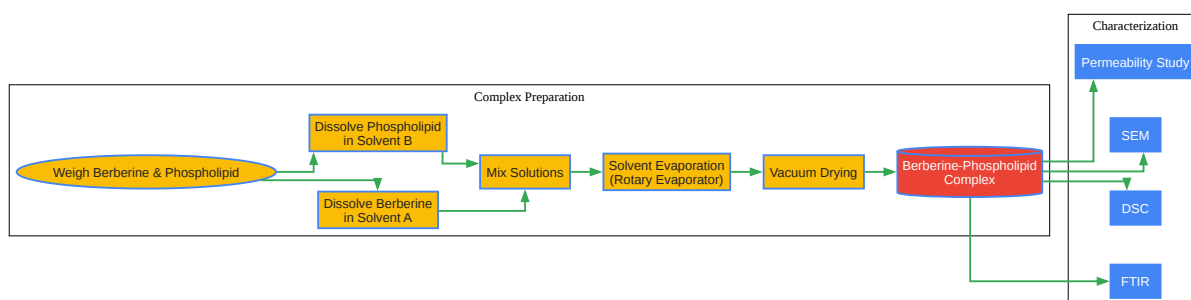 Characterization
Permeability Study
Complex Preparation
Dissolve Phospholipid
in Solvent B
SEM
Weigh Berberine & Phospholipid
Mix Solutions
Solvent Evaporation
(Rotary Evaporator)
Vacuum Drying
Berberine-Phospholipid
Complex
Dissolve Berberine
in Solvent A
DSC
FTIR